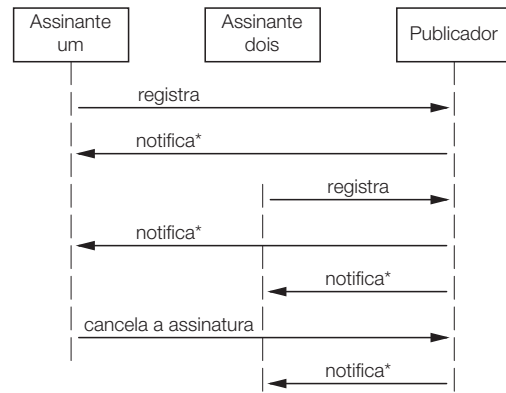 Assinante
um
Assinante
dois
Publicador
registra
notifica*
registra
notifica*
notifica*
cancela a assinatura
notifica*